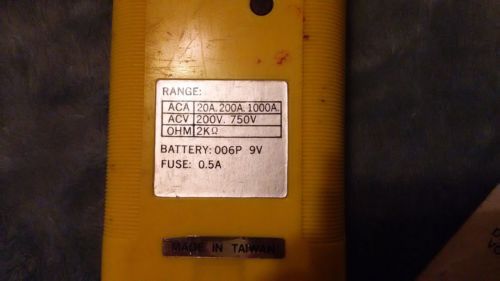 RANGE:
ACA 20A. 200A. 1000A.
ACV 200V. 750V
OHM 2KΩ
BATTERY: 006P 9V
FUSE: 0.5A
MADE IN TAIWAN